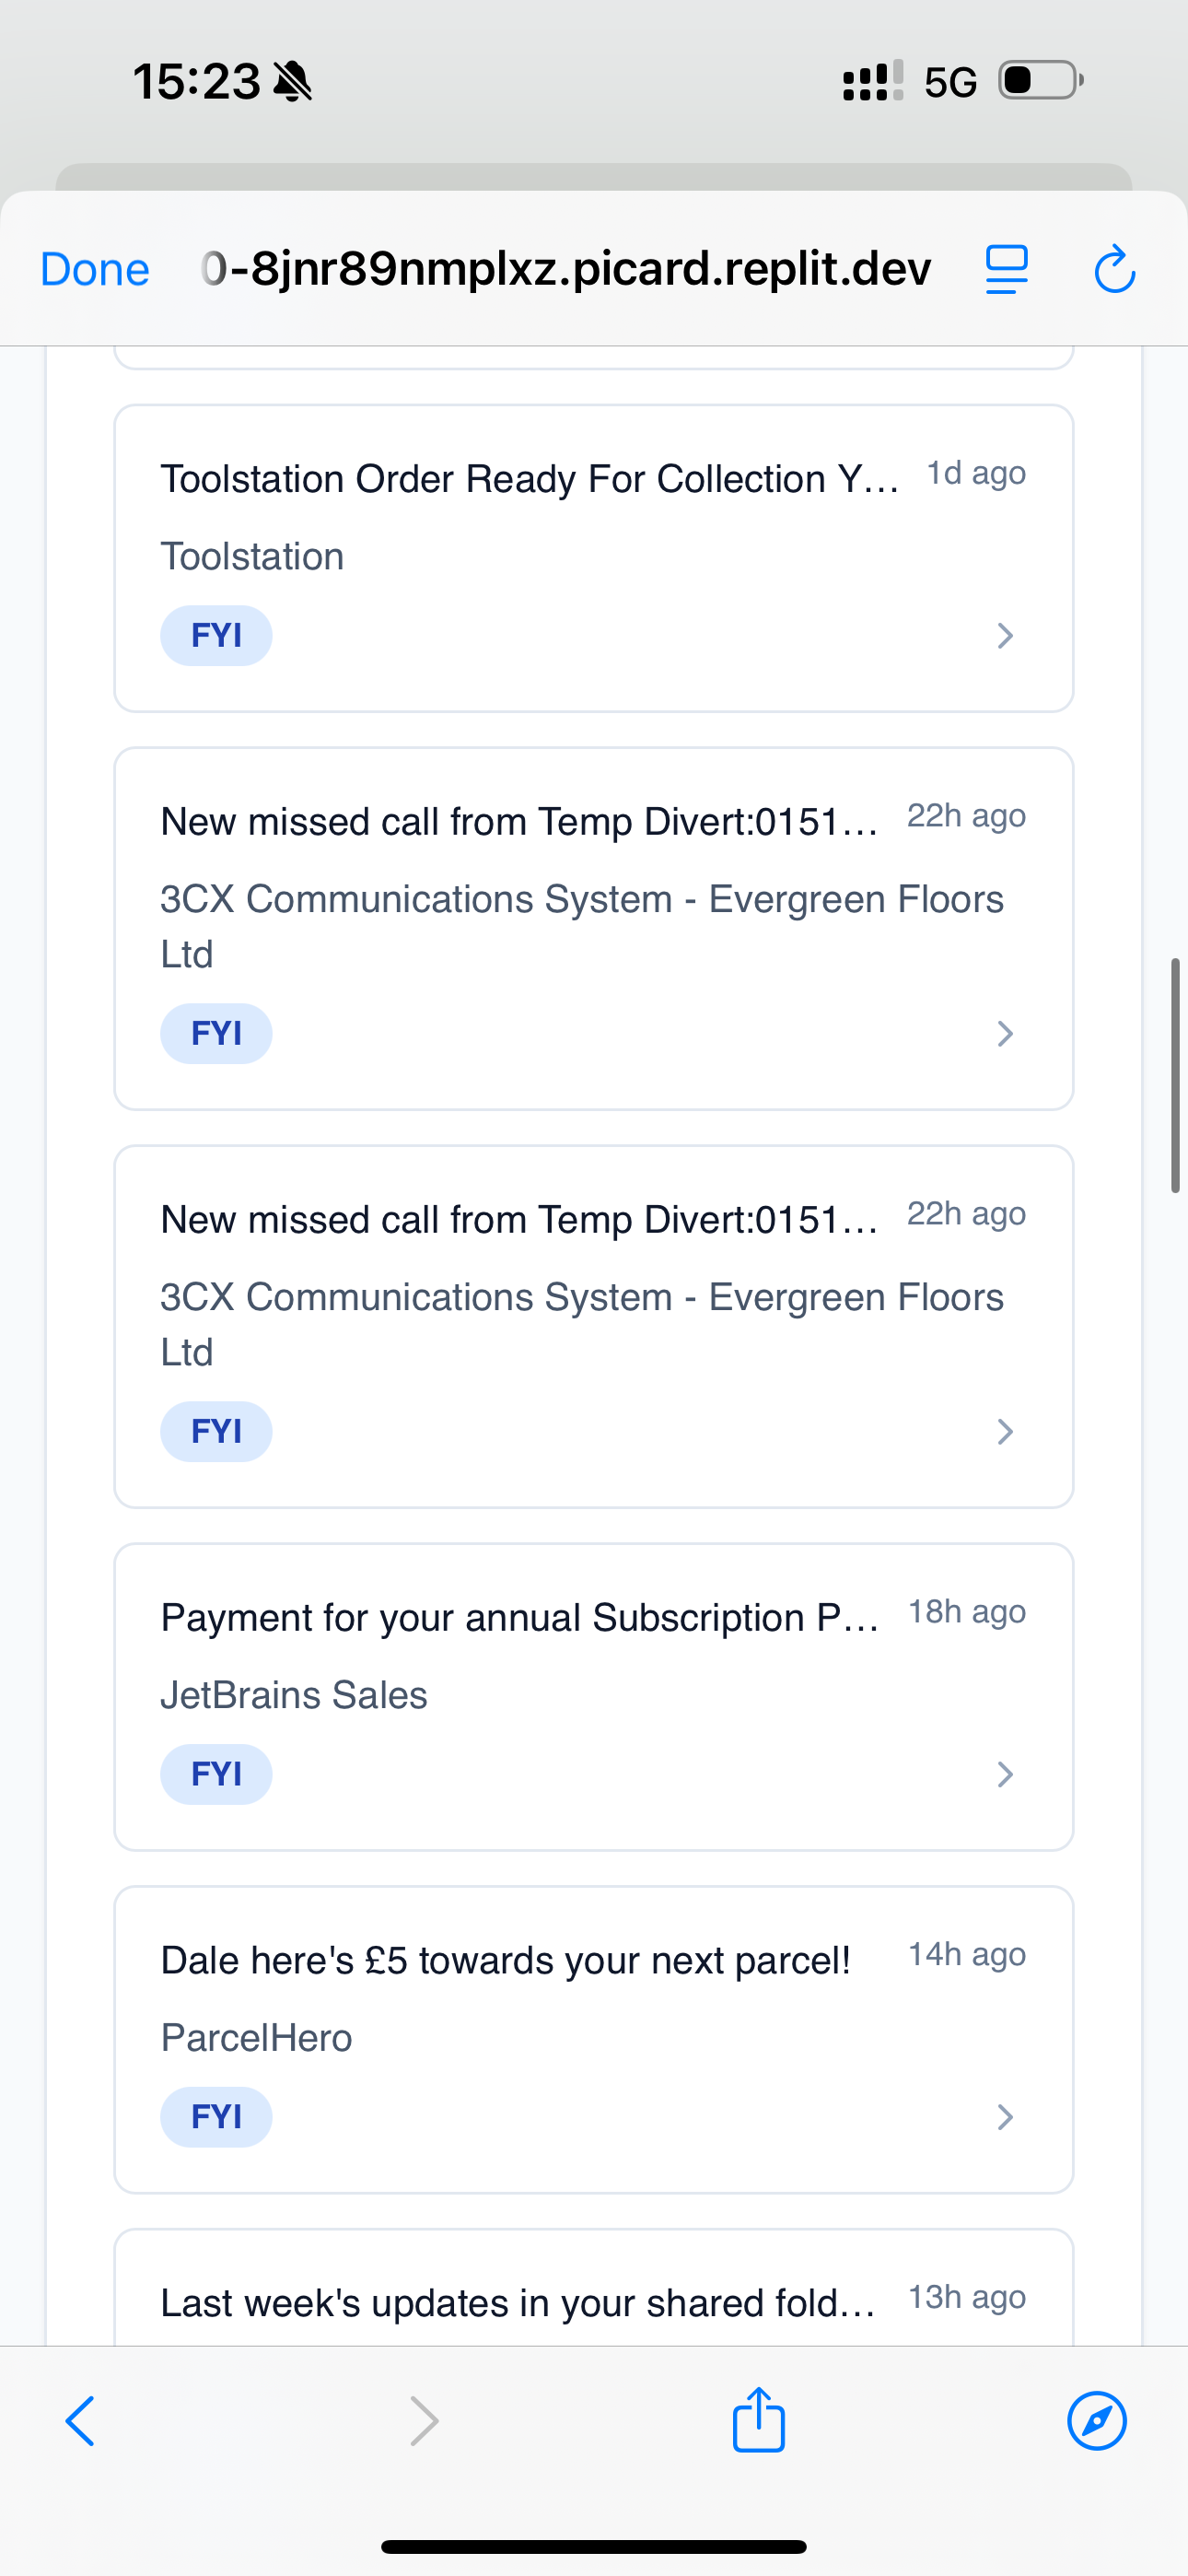 15:23
5G
Done
0-8jnr89nmplxz.picard.replit.dev
Toolstation Order Ready For Collection Y...
1d ago
Toolstation
FYI
New missed call from Temp Divert:0151...
22h ago
3CX Communications System - Evergreen Floors
Ltd
FYI
New missed call from Temp Divert:0151...
22h ago
3CX Communications System - Evergreen Floors
Ltd
FYI
Payment for your annual Subscription P...
18h ago
JetBrains Sales
FYI
Dale here's £5 towards your next parcel!
14h ago
ParcelHero
FYI
Last week's updates in your shared fold...
13h ago